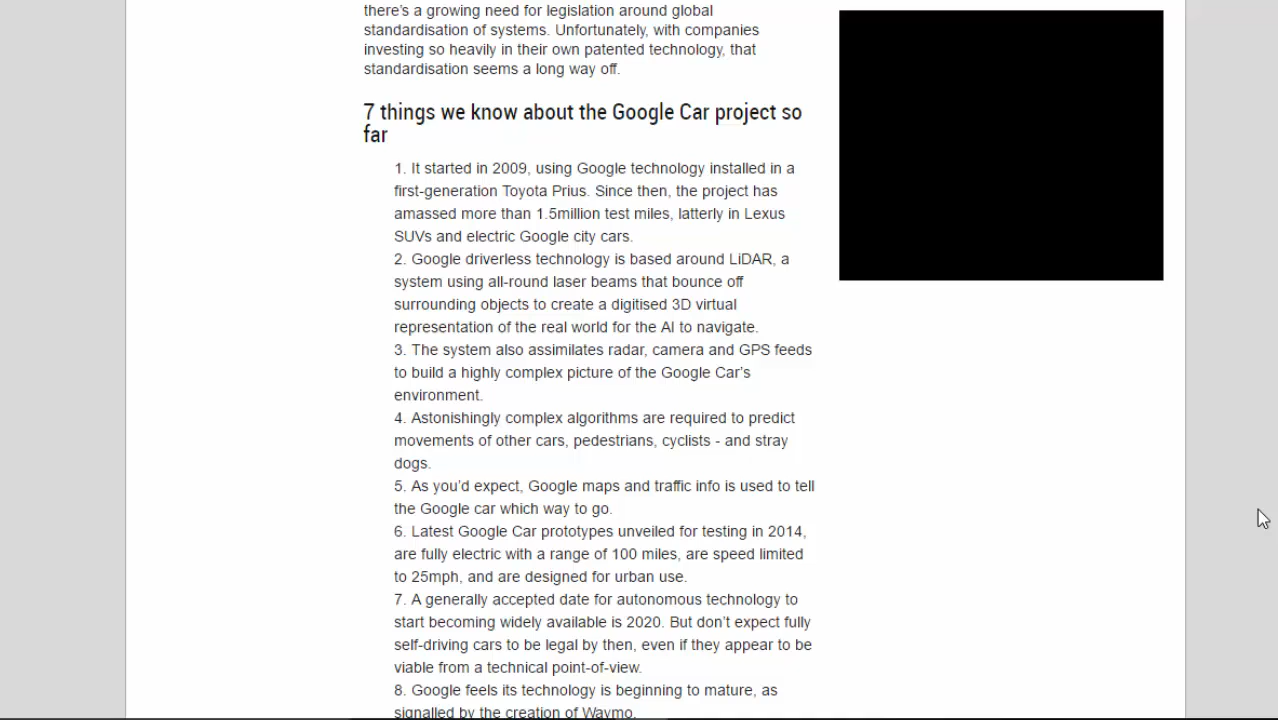 there's a growing need for legislation around global
standardisation of systems. Unfortunately, with companies
investing so heavily in their own patented technology, that
standardisation seems a long way off.
7 things we know about the Google Car project so
far
1. It started in 2009, using Google technology installed in a
first-generation Toyota Prius. Since then, the project has
amassed more than 1.5million test miles, latterly in Lexus
SUVs and electric Google city cars.
2. Google driverless technology is based around LiDAR, a
system using all-round laser beams that bounce off
surrounding objects to create a digitised 3D virtual
representation of the real world for the AI to navigate.
3. The system also assimilates radar, camera and GPS feeds
to build a highly complex picture of the Google Car's
environment.
4. Astonishingly complex algorithms are required to predict
movements of other cars, pedestrians, cyclists - and stray
dogs.
5. As you'd expect, Google maps and traffic info is used to tell
the Google car which way to go.
6. Latest Google Car prototypes unveiled for testing in 2014,
are fully electric with a range of 100 miles, are speed limited
to 25mph, and are designed for urban use.
7. A generally accepted date for autonomous technology to
start becoming widely available is 2020. But don't expect fully
self-driving cars to be legal by then, even if they appear to be
viable from a technical point-of-view.
8. Google feels its technology is beginning to mature, as
signalled by the creation of Waymo.